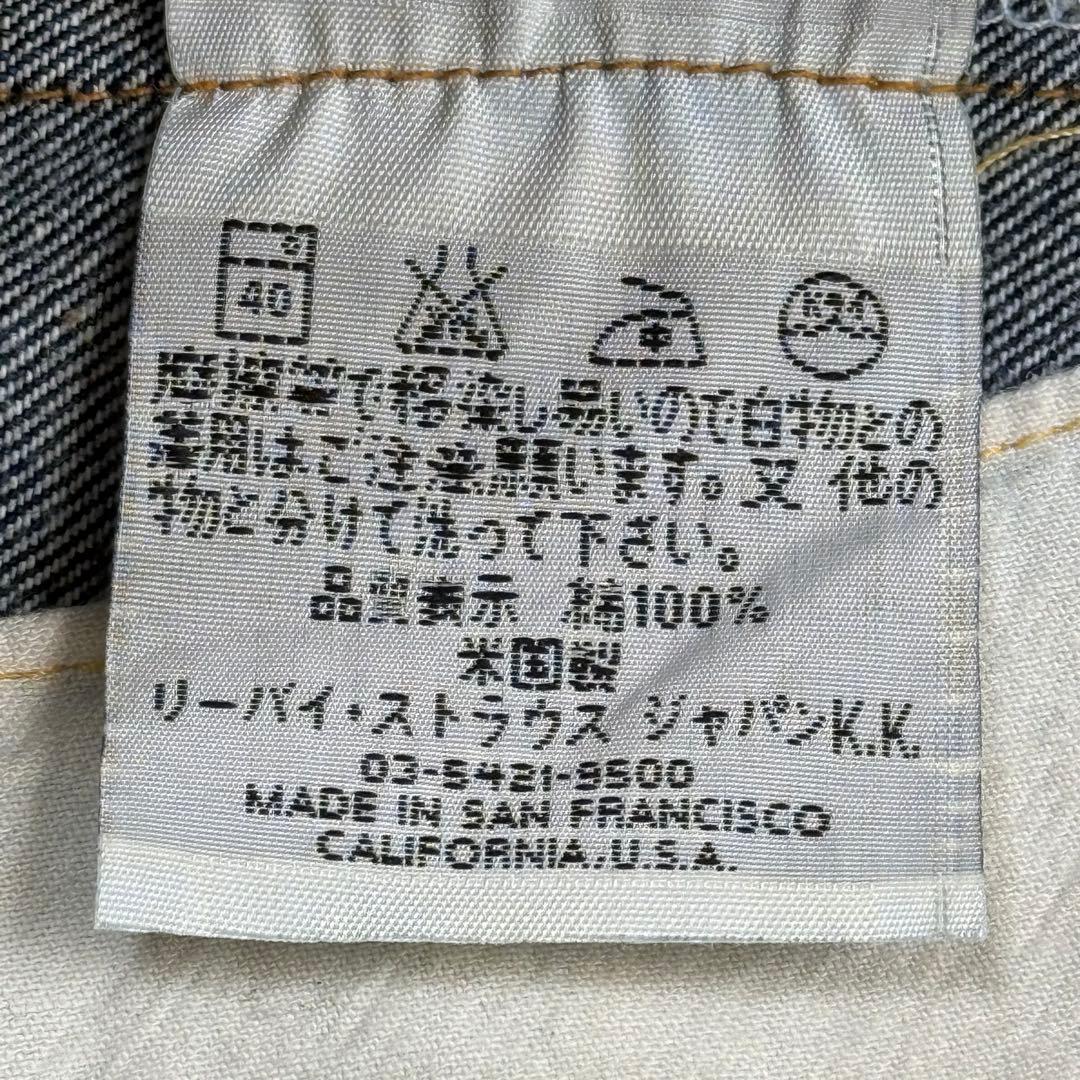 40
中
摩擦等で移染し易いので白物との
着用はご注意願います。又 他の
物と分けて洗って下さい。
品質表示 綿100%
米国製
リーバイ・ストラウス ジャパンK.K.
03-5421-9500
MADE IN SAN FRANCISCO
CALIFORNIA.U.S.A.